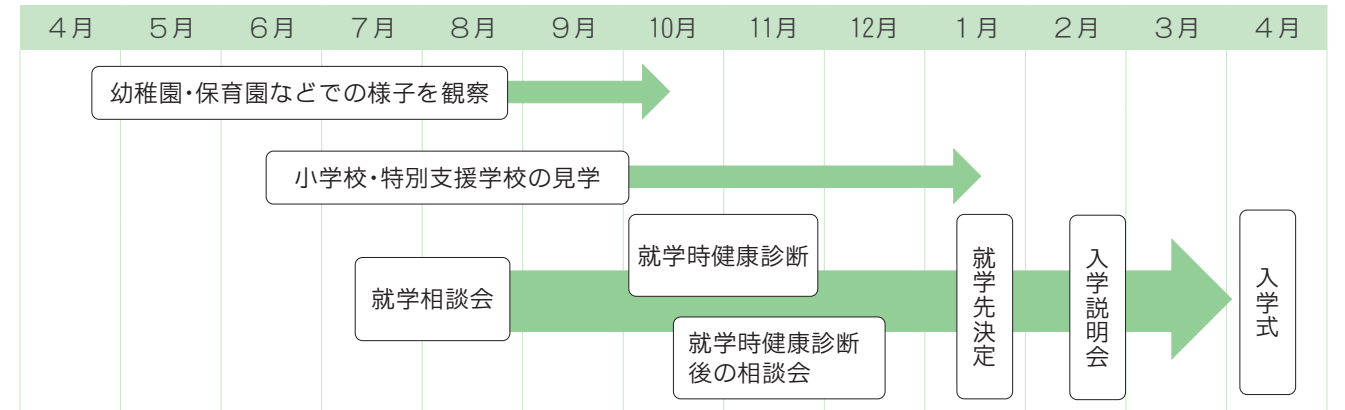 4月 5月 6月 7月 8月 9月 10月 11月 12月 1月 2月 3月 4月
幼稚園・保育園などでの様子を観察
小学校・特別支援学校の見学
就学相談会
就学時健康診断
就学時健康診断
後の相談会
就学先決定
入学説明会
入学式